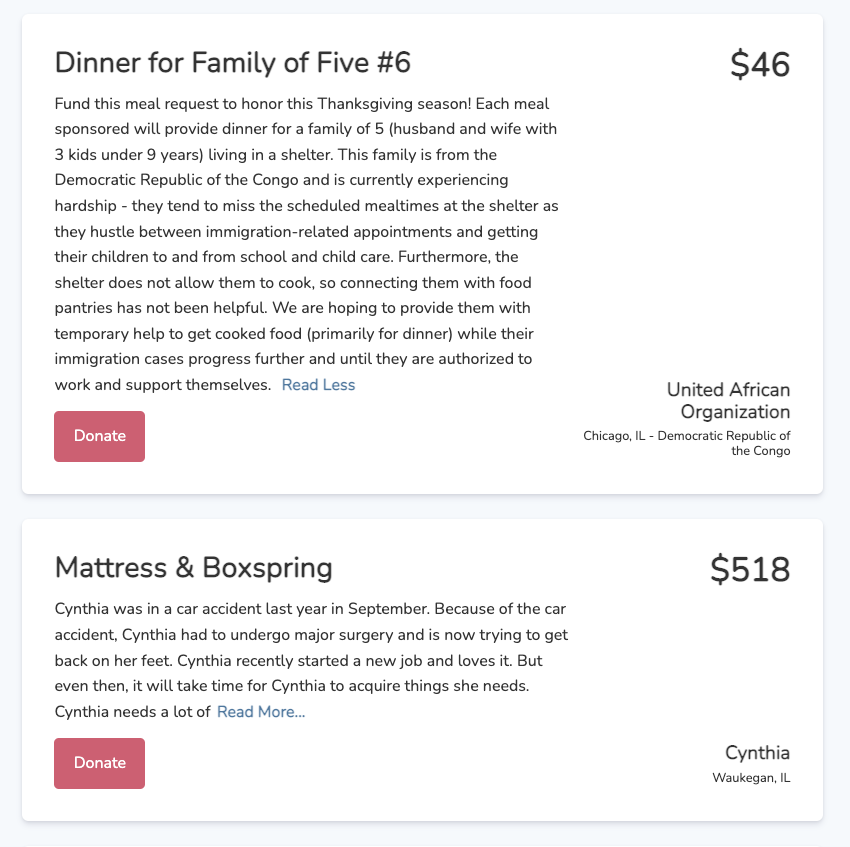 Dinner for Family of Five #6
$46
Fund this meal request to honor this Thanksgiving season! Each meal
sponsored will provide dinner for a family of 5 (husband and wife with
3 kids under 9 years) living in a shelter. This family is from the
Democratic Republic of the Congo and is currently experiencing
hardship - they tend to miss the scheduled mealtimes at the shelter as
they hustle between immigration-related appointments and getting
their children to and from school and child care. Furthermore, the
shelter does not allow them to cook, so connecting them with food
pantries has not been helpful. We are hoping to provide them with
temporary help to get cooked food (primarily for dinner) while their
immigration cases progress further and until they are authorized to
work and support themselves. Read Less
Donate
United African
Organization
Chicago, IL - Democratic Republic of
the Congo
Mattress & Boxspring
$518
Cynthia was in a car accident last year in September. Because of the car
accident, Cynthia had to undergo major surgery and is now trying to get
back on her feet. Cynthia recently started a new job and loves it. But
even then, it will take time for Cynthia to acquire things she needs.
Cynthia needs a lot of Read More...
Donate
Cynthia
Waukegan, IL